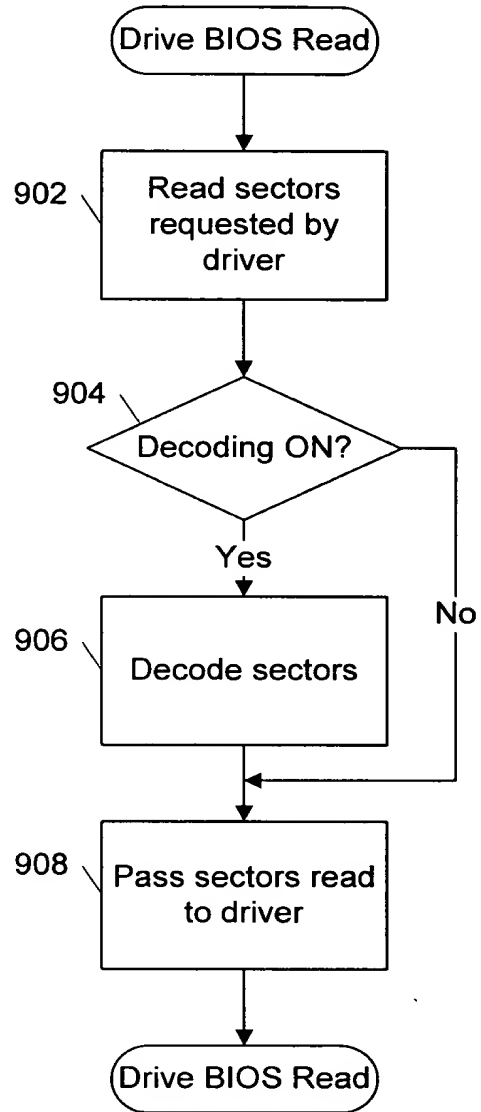 Drive BIOS Read
902
Read sectors
requested by
driver
904
Decoding ON?
Yes
No
906
Decode sectors
908
Pass sectors read
to driver
Drive BIOS Read